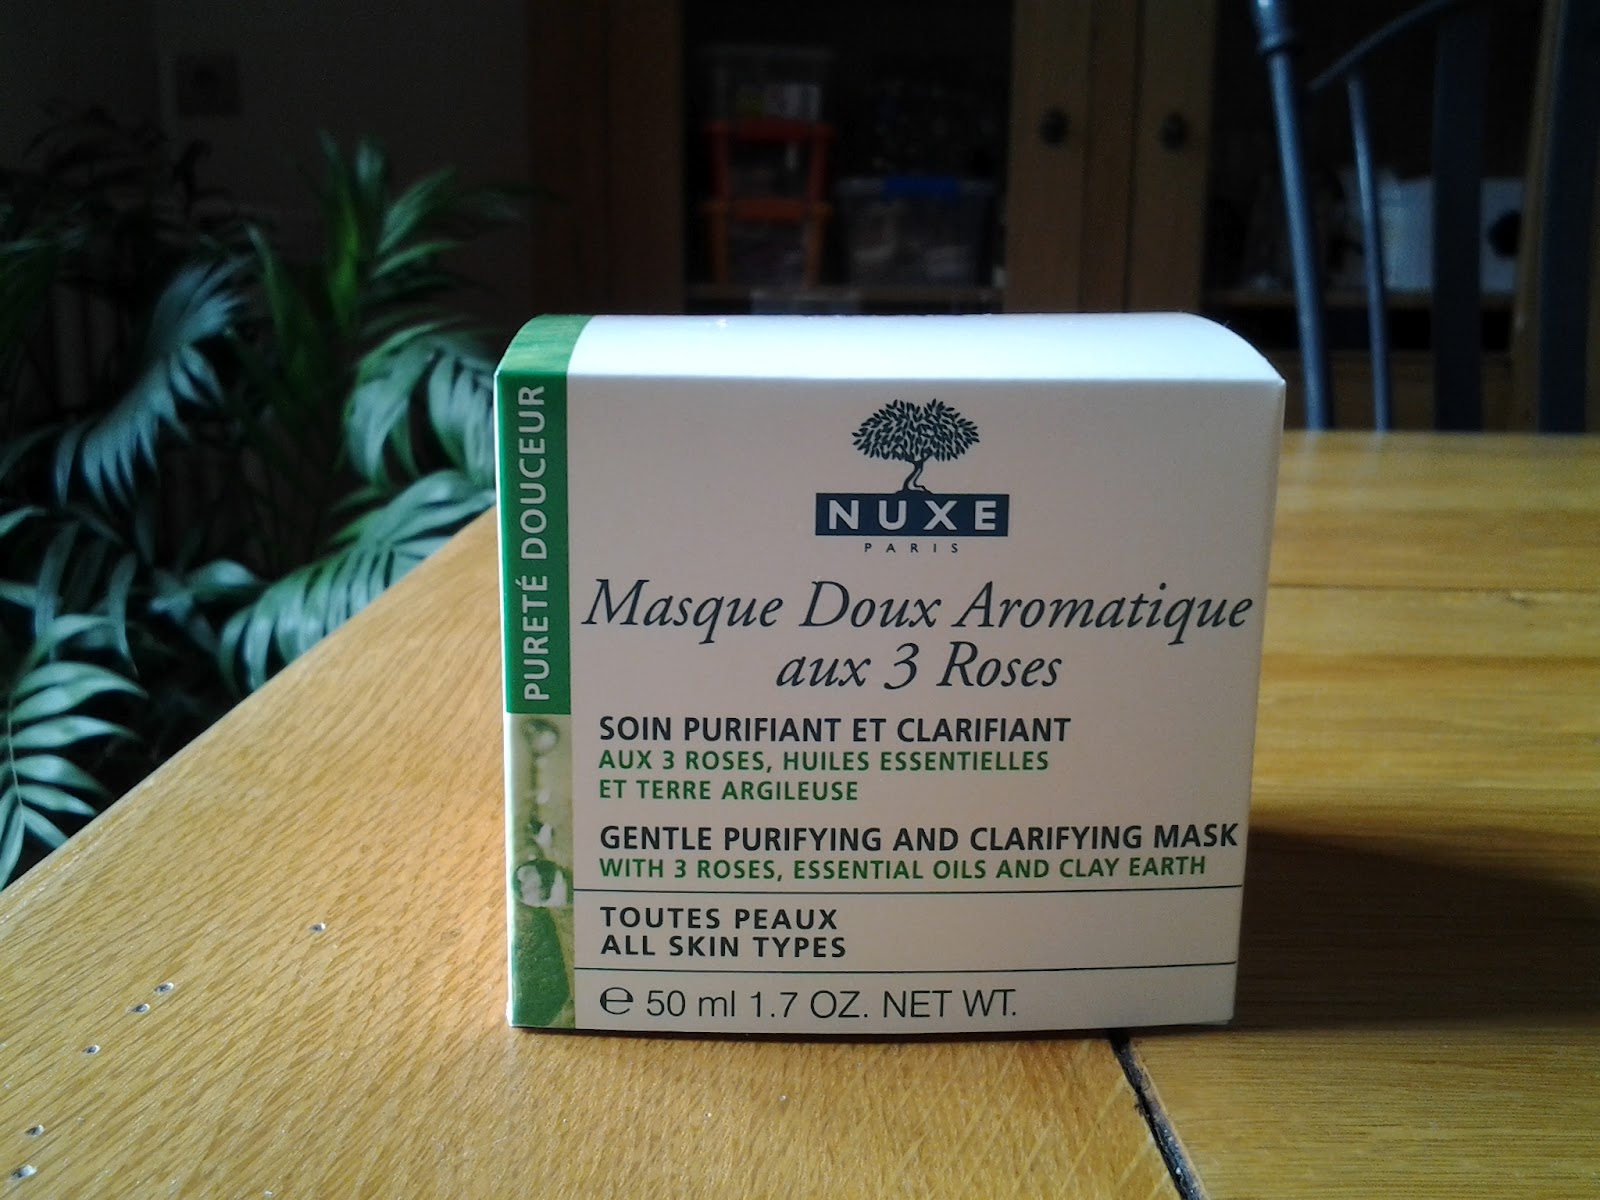 PURETÉ DOUCEUR
NUXE
PARIS
Masque Doux Aromatique
aux 3 Roses
SOIN PURIFIANT ET CLARIFIANT
AUX 3 ROSES, HUILES ESSENTIELLES
ET TERRE ARGILEUSE
GENTLE PURIFYING AND CLARIFYING MASK
WITH 3 ROSES, ESSENTIAL OILS AND CLAY EARTH
TOUTES PEAUX
ALL SKIN TYPES
℮ 50 ml 1.7 OZ. NET WT.